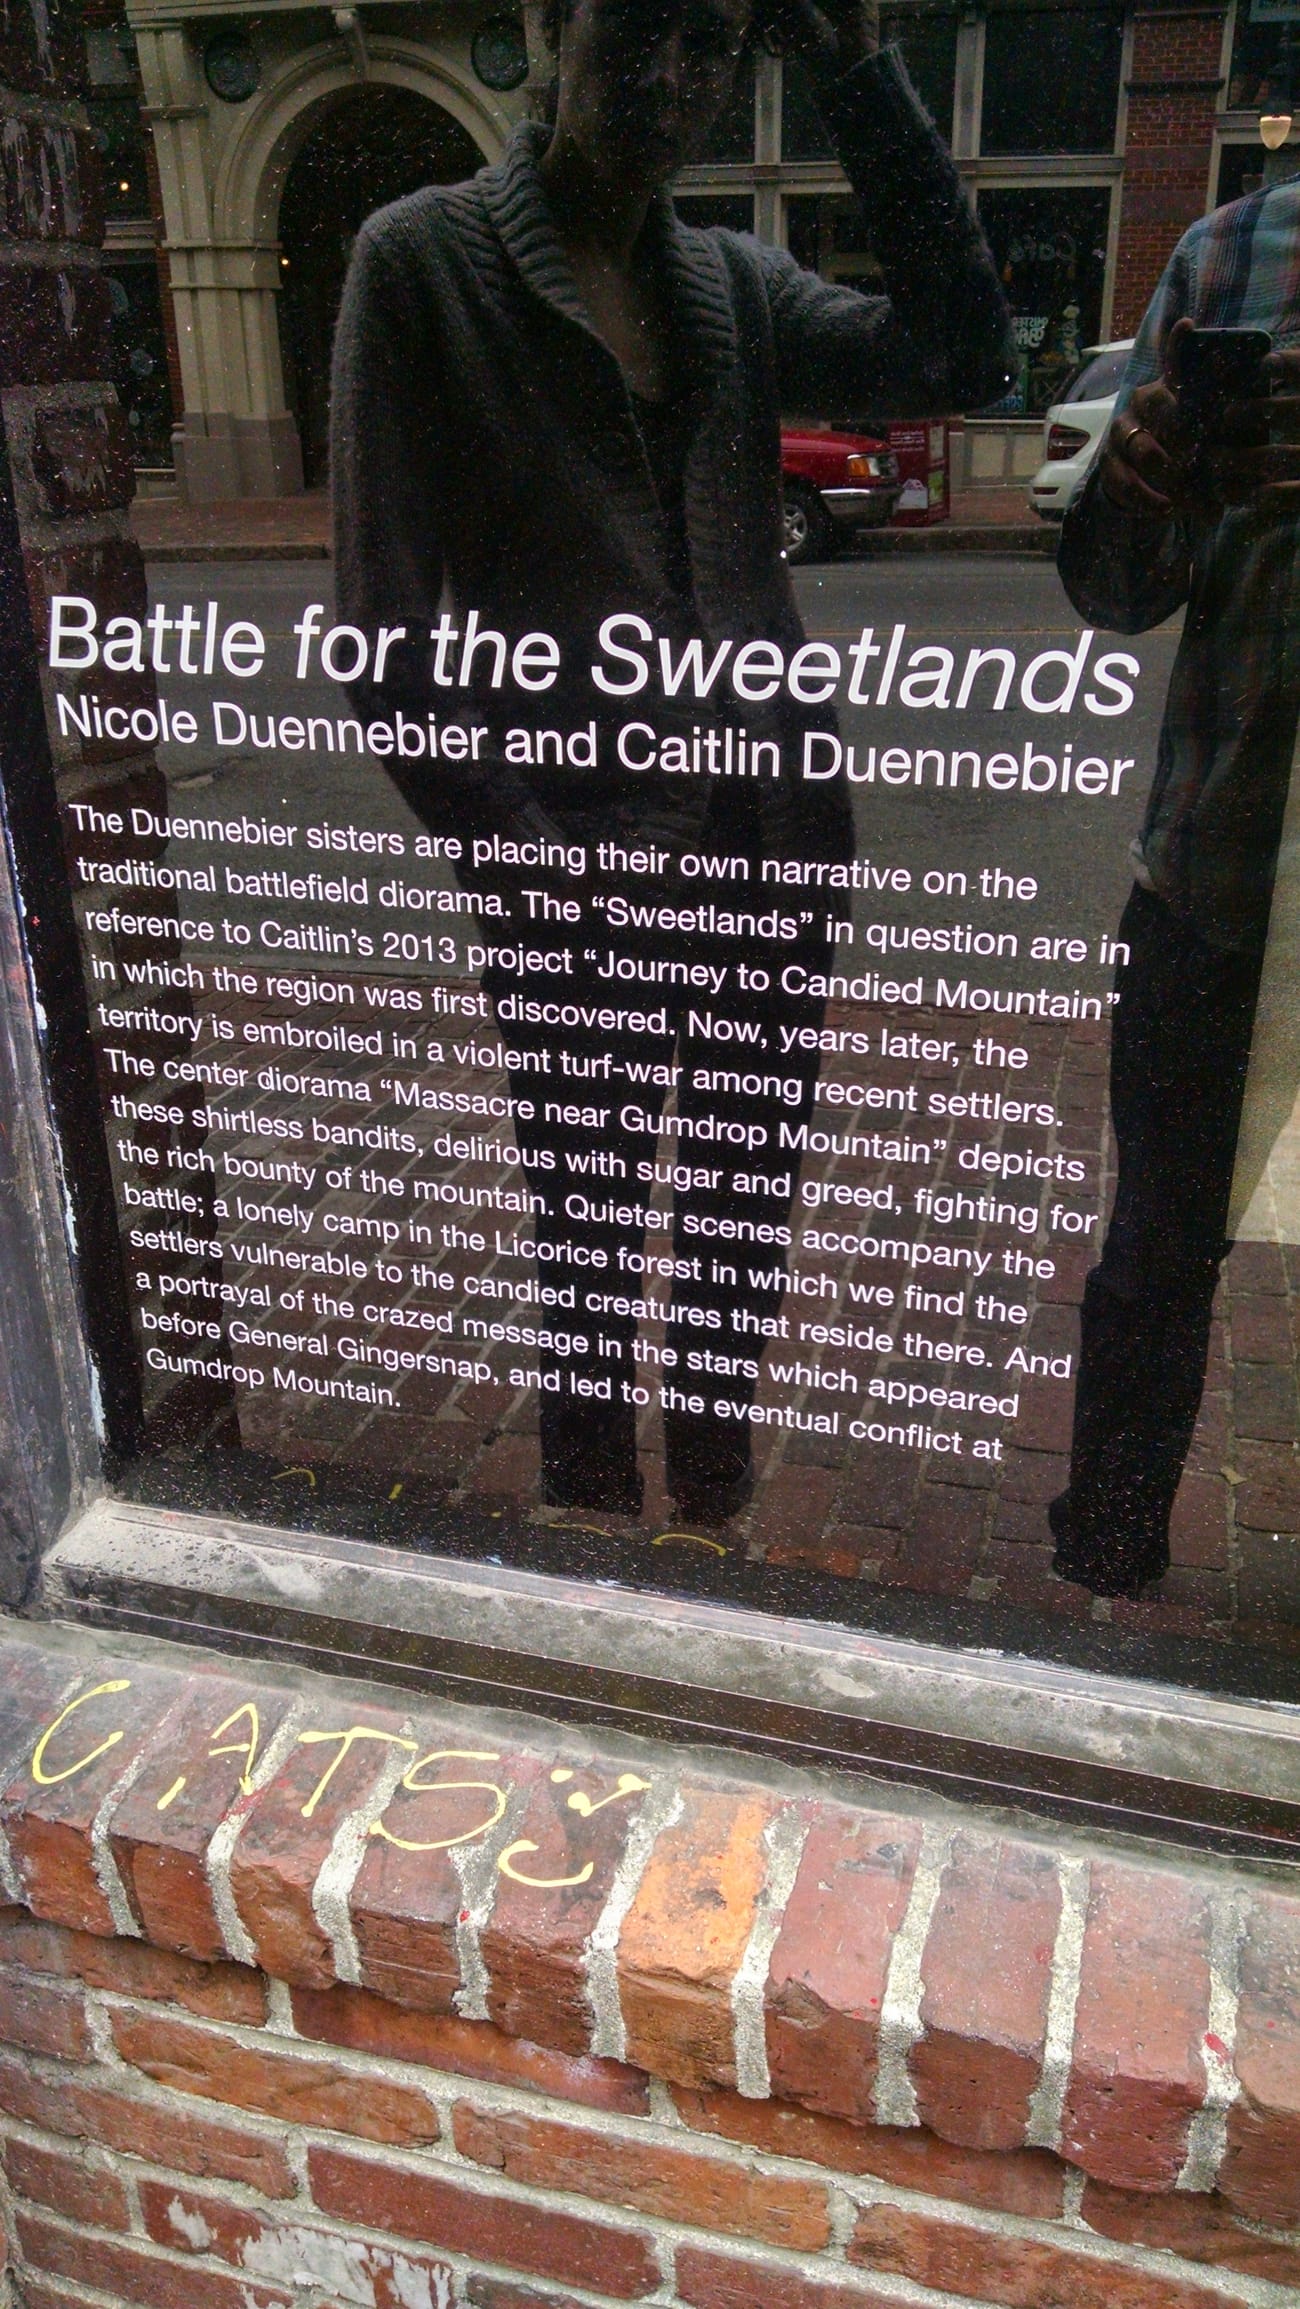 Café
Battle for the Sweetlands
Nicole Duennebier and Caitlin Duennebier
The Duennebier sisters are placing their own narrative on the
traditional battlefield diorama. The “Sweetlands” in question are in
reference to Caitlin’s 2013 project “Journey to Candied Mountain”
in which the region was first discovered. Now, years later, the
territory is embroiled in a violent turf-war among recent settlers.
The center diorama “Massacre near Gumdrop Mountain” depicts
these shirtless bandits, delirious with sugar and greed, fighting for
the rich bounty of the mountain. Quieter scenes accompany the
battle; a lonely camp in the Licorice forest in which we find the
settlers vulnerable to the candied creatures that reside there. And
a portrayal of the crazed message in the stars which appeared
before General Gingersnap, and led to the eventual conflict at
Gumdrop Mountain.
CATS